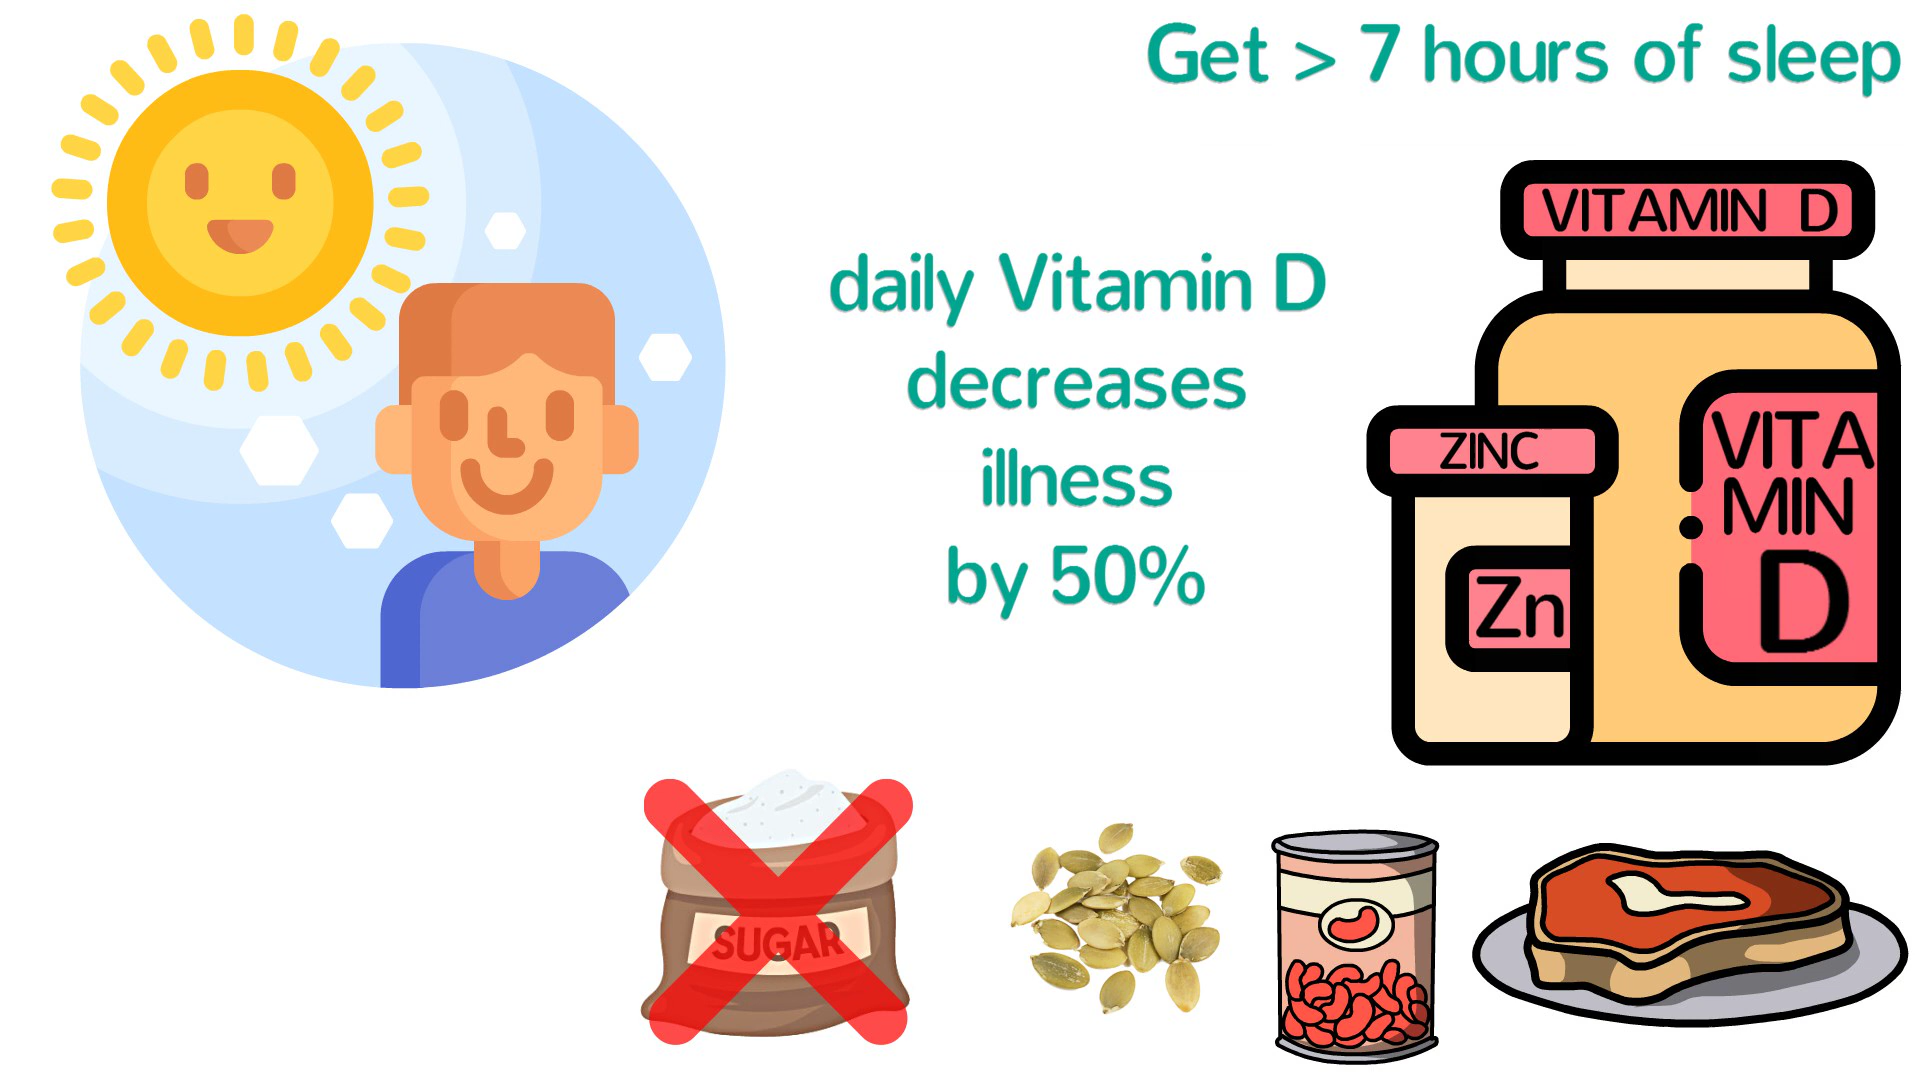 Get > 7 hours of sleep
daily Vitamin D
decreases
illness
by 50%
VITAMIN D
ZINC
Zn
VITA
MIN
D
SUGAR